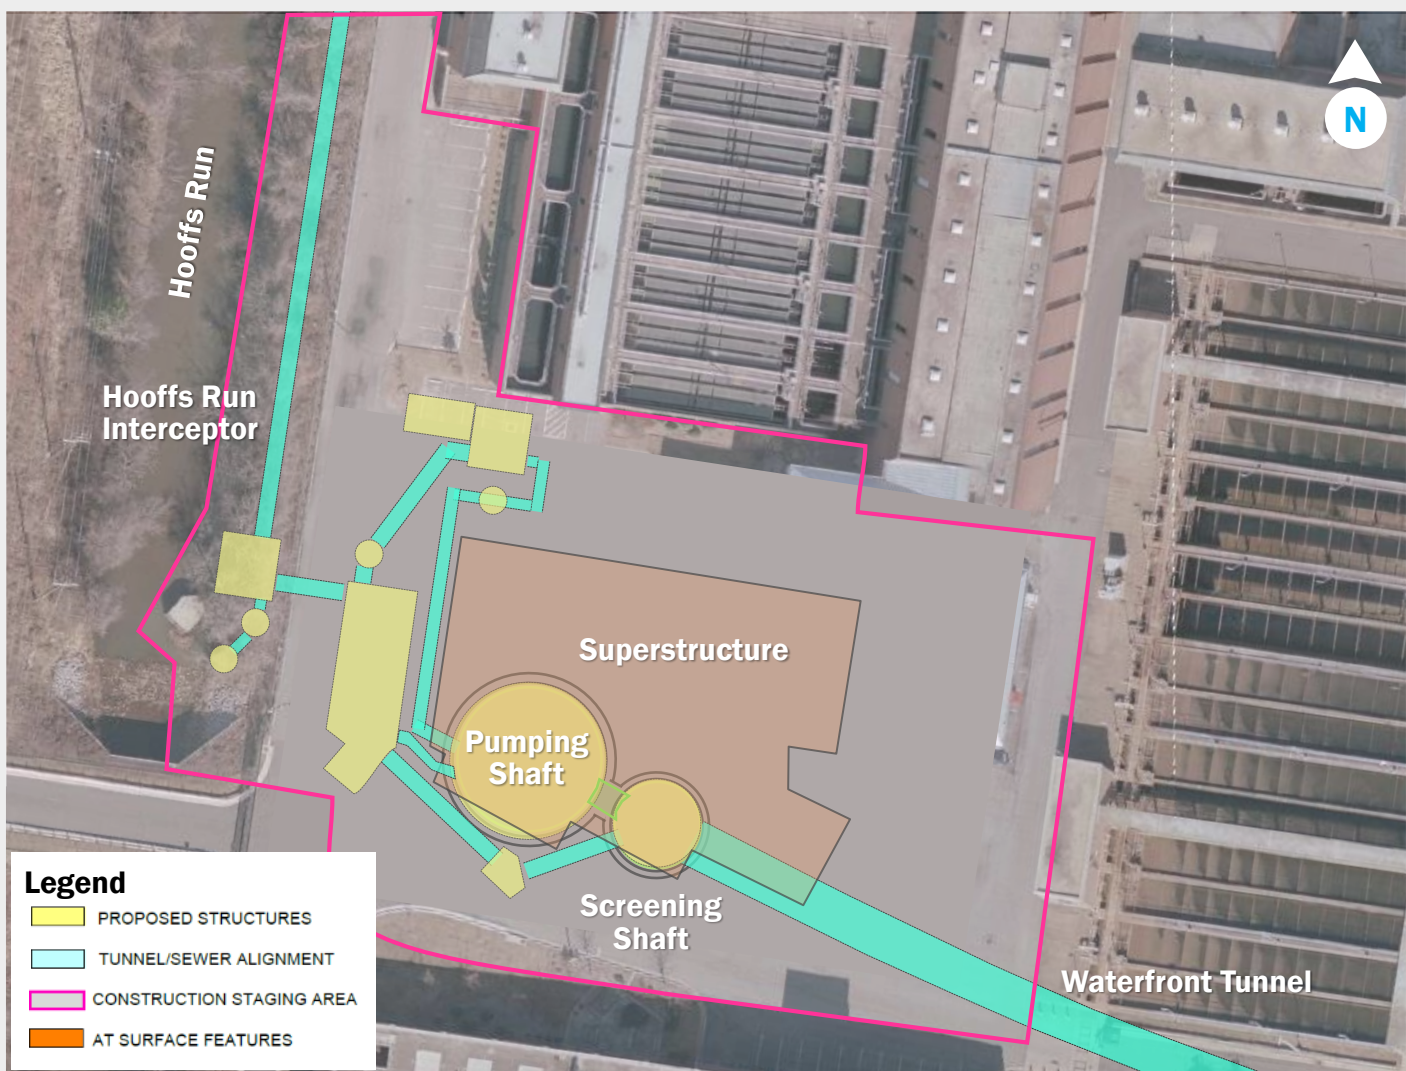 N
Hooffs Run
Hooffs Run
Interceptor
Superstructure
Pumping
Shaft
Screening
Shaft
Waterfront Tunnel
Legend
PROPOSED STRUCTURES
TUNNEL/SEWER ALIGNMENT
CONSTRUCTION STAGING AREA
AT SURFACE FEATURES